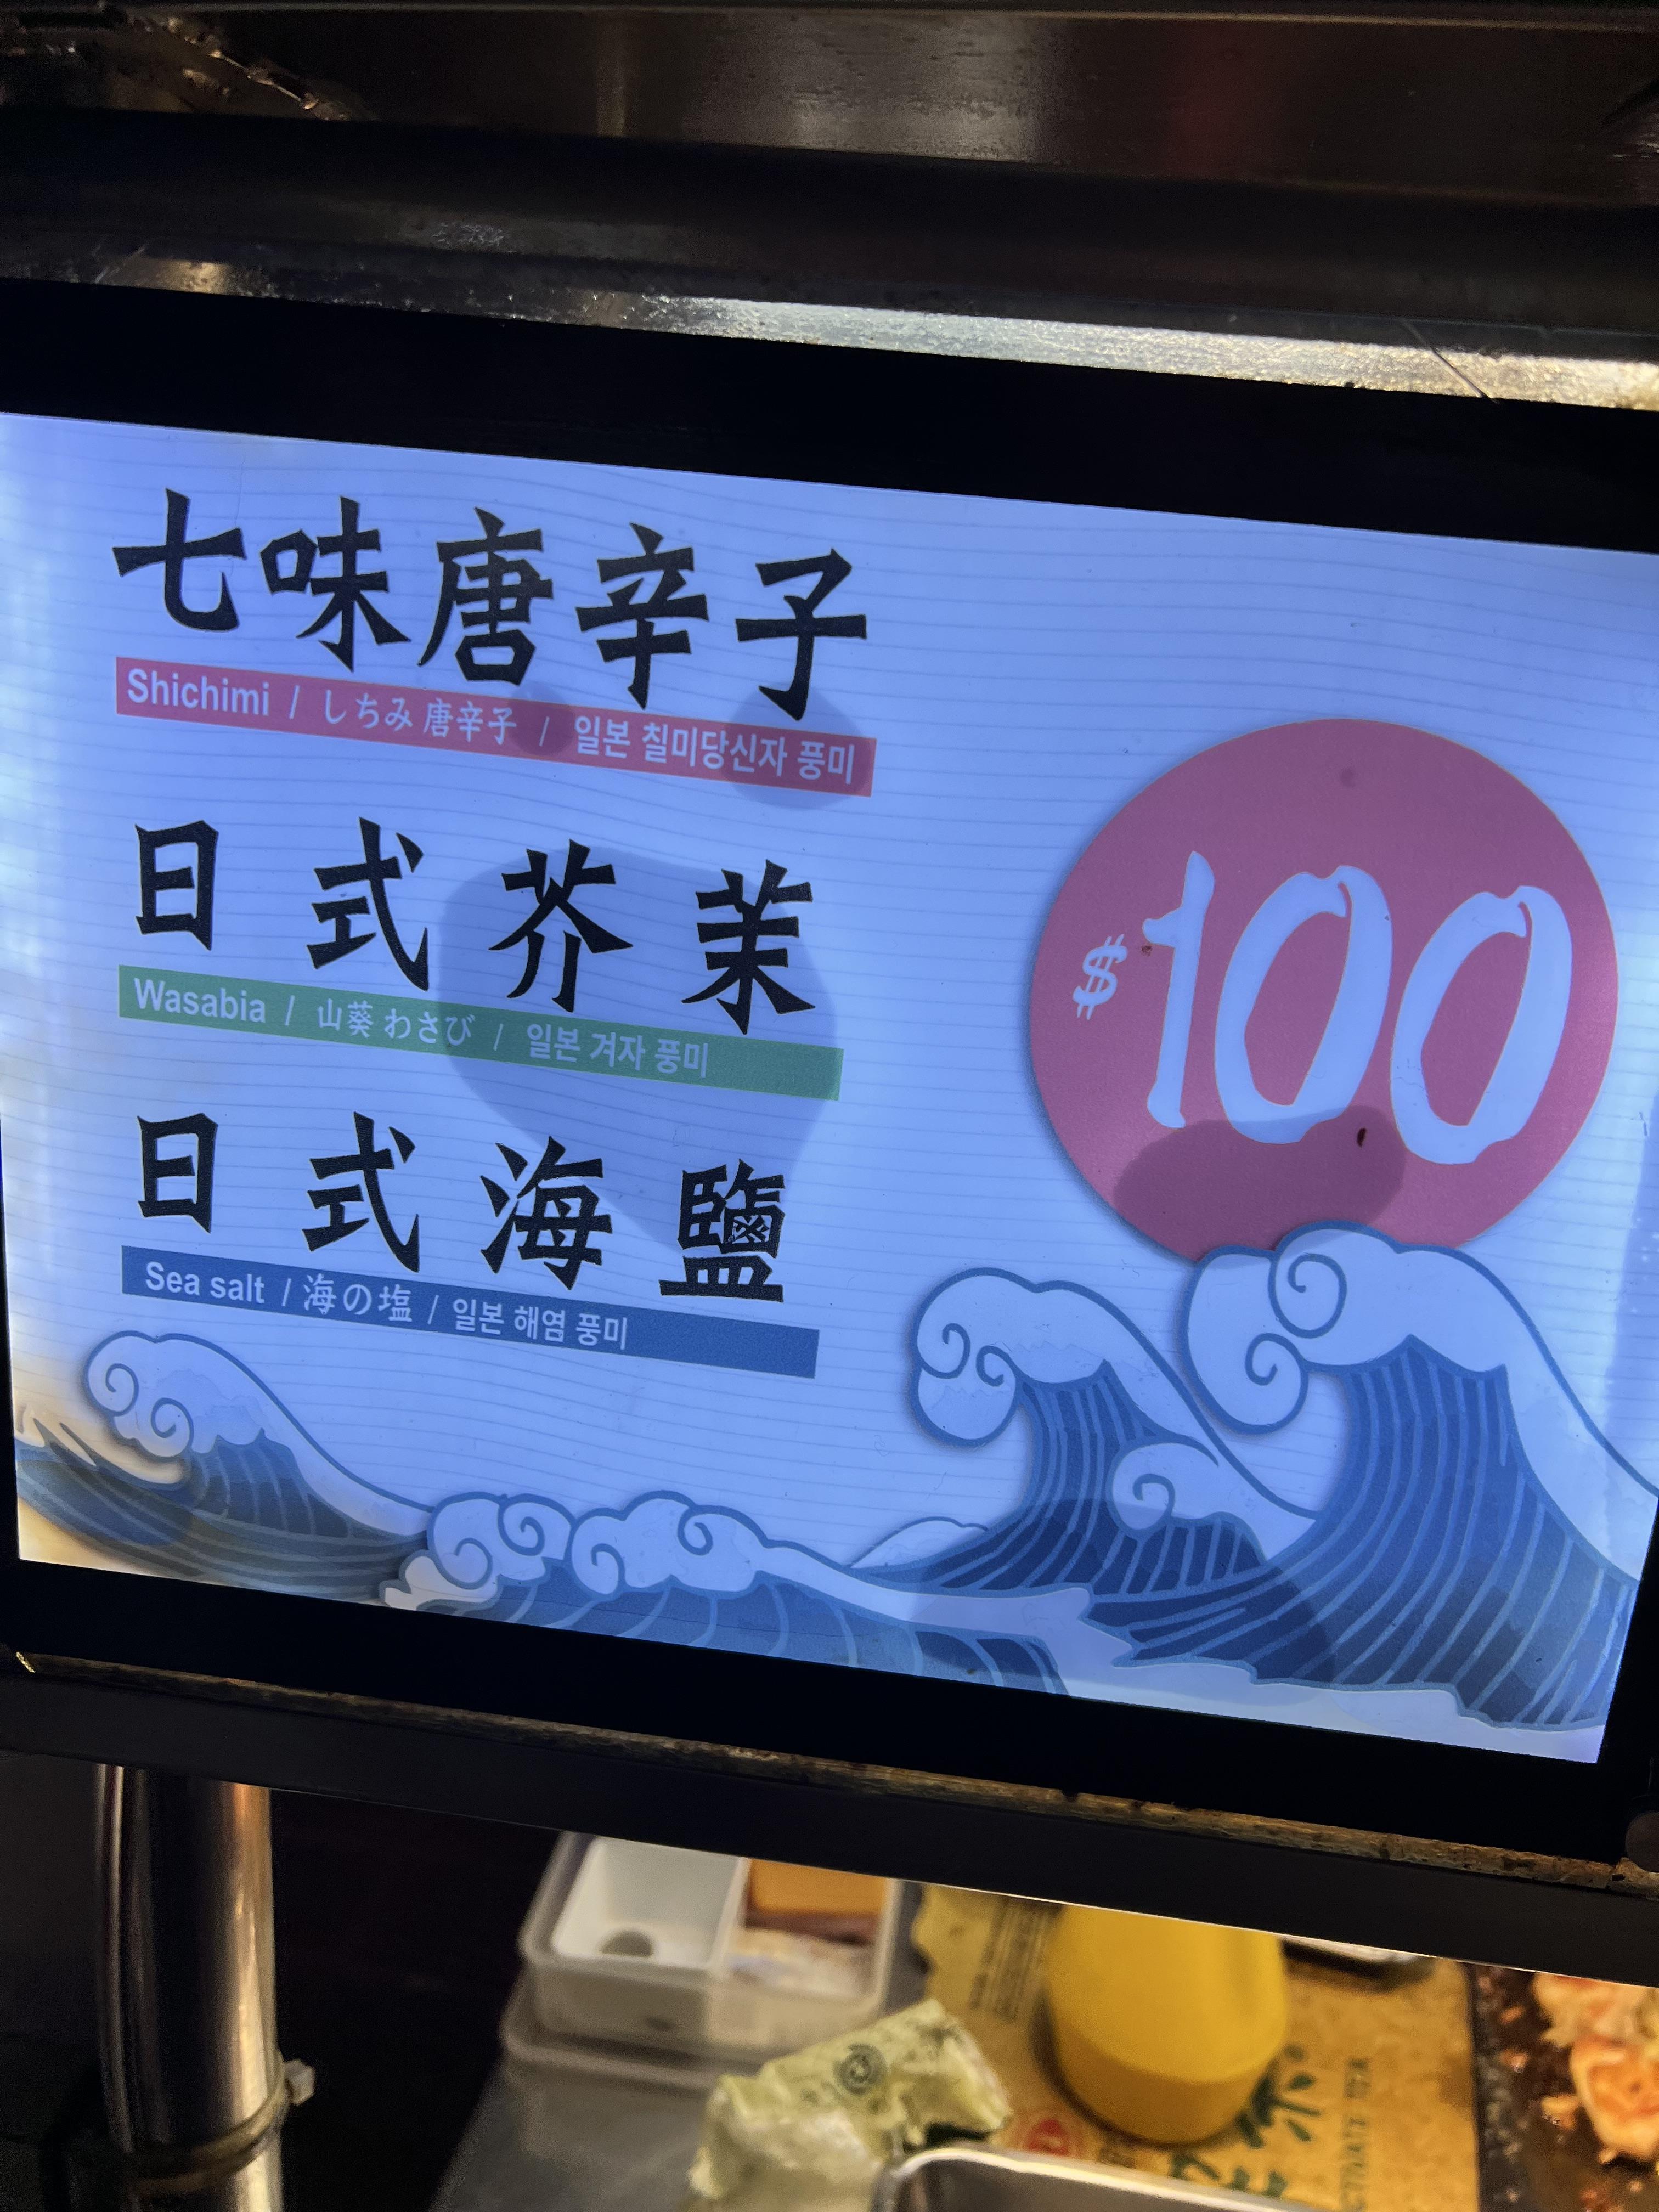 七味唐辛子
Shichimi / しちみ 唐辛子 / 일본 칠미당신자 풍미
日式芥茉
Wasabia / 山葵 わさび / 일본 겨자 풍미
日式海鹽
Sea salt / 海の塩 / 일본 해염 풍미
$100